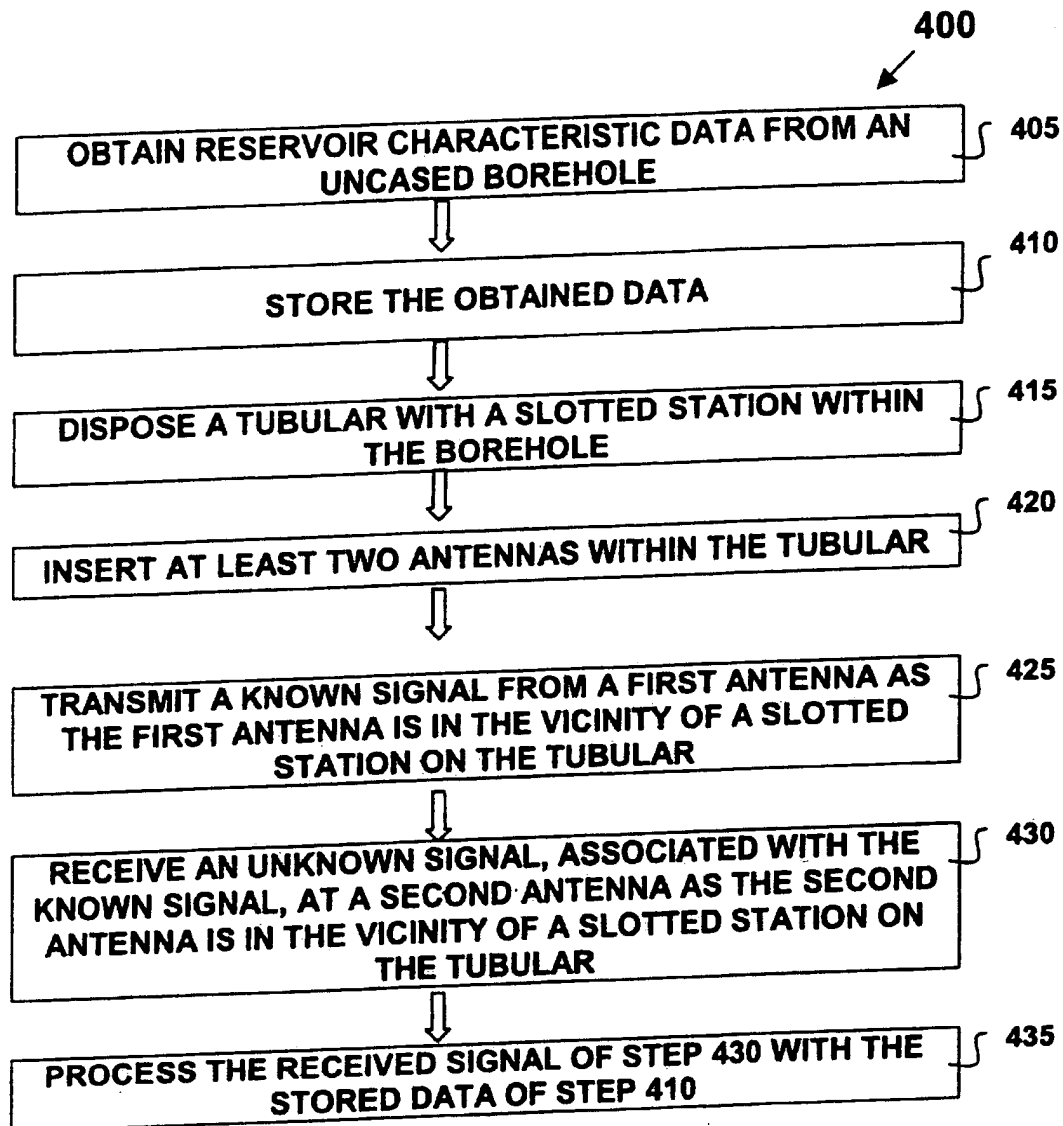 400
OBTAIN RESERVOIR CHARACTERISTIC DATA FROM AN
UNCASED BOREHOLE
405
STORE THE OBTAINED DATA
410
DISPOSE A TUBULAR WITH A SLOTTED STATION WITHIN
THE BOREHOLE
415
INSERT AT LEAST TWO ANTENNAS WITHIN THE TUBULAR
420
TRANSMIT A KNOWN SIGNAL FROM A FIRST ANTENNA AS
THE FIRST ANTENNA IS IN THE VICINITY OF A SLOTTED
STATION ON THE TUBULAR
425
RECEIVE AN UNKNOWN SIGNAL, ASSOCIATED WITH THE
KNOWN SIGNAL, AT A SECOND ANTENNA AS THE SECOND
ANTENNA IS IN THE VICINITY OF A SLOTTED STATION ON
THE TUBULAR
430
PROCESS THE RECEIVED SIGNAL OF STEP 430 WITH THE
STORED DATA OF STEP 410
435